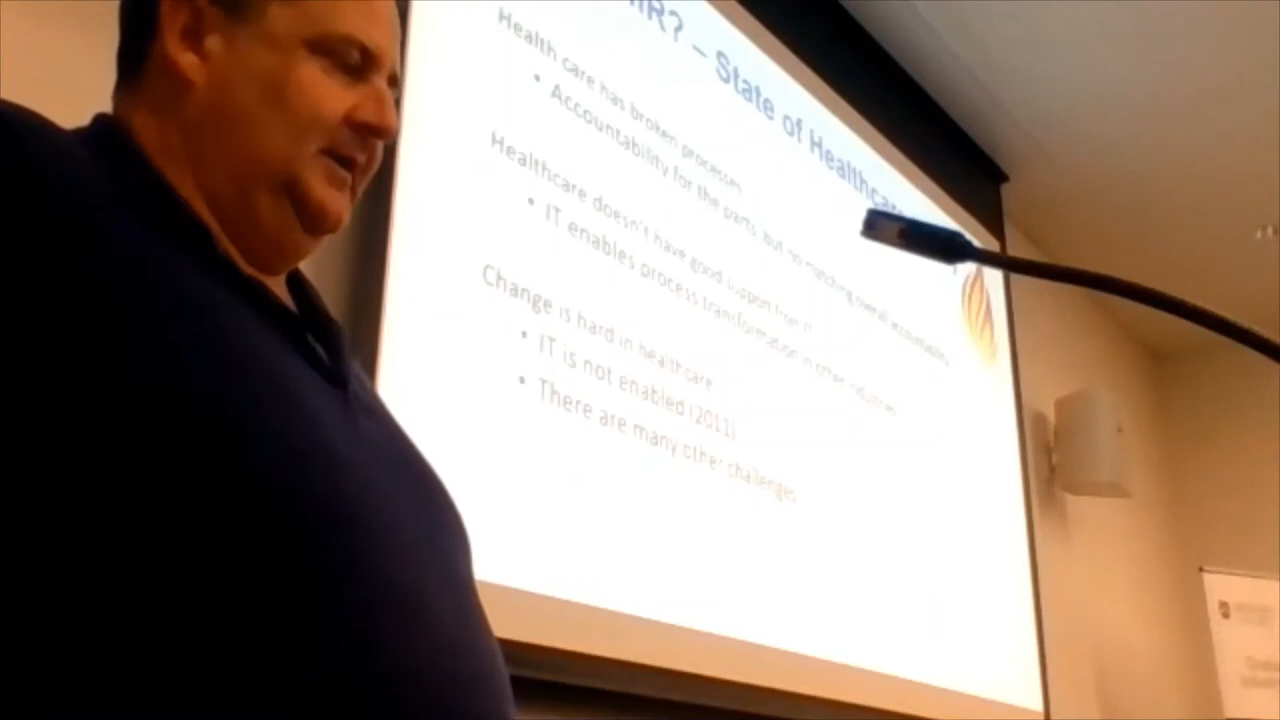 HIR? – State of Healthcare
Health care has broken processes
• Accountability for the parts, but no matching overall accountability
Healthcare doesn't have good support from IT
• IT enables process transformation in other industries
Change is hard in healthcare
• IT is not enabled (2011)
• There are many other challenges